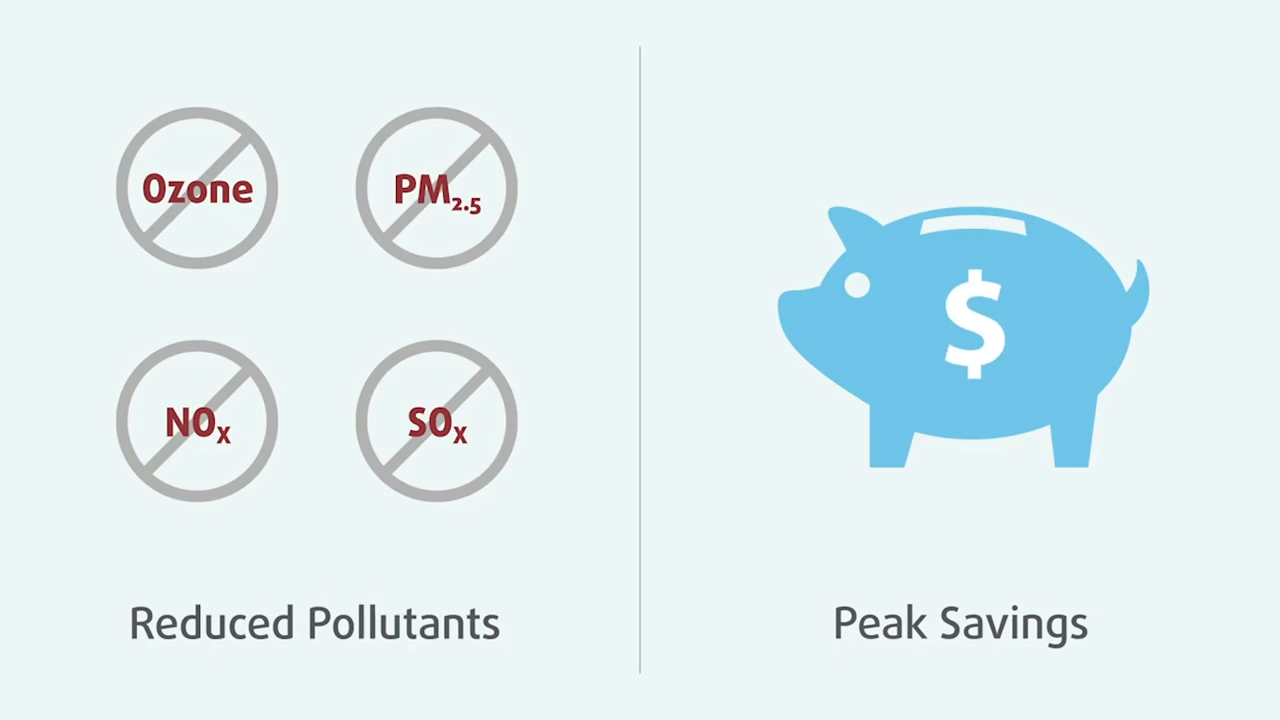 Ozone
PM2.5
NOX
SOX
Reduced Pollutants
$
Peak Savings